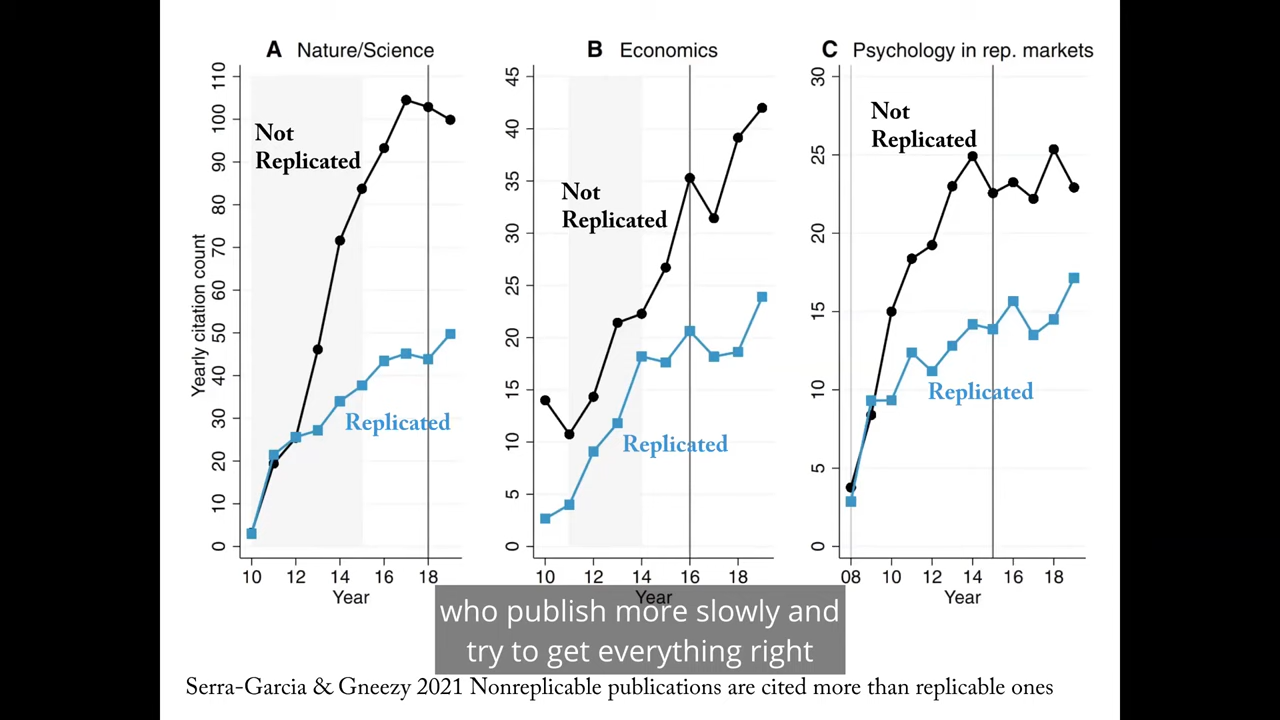 A Nature/Science
110
100
90
80
70
60
50
40
30
20
10
0
Yearly citation count
Not
Replicated
Replicated
10 12 14 16 18
Year
B Economics
45
40
35
30
25
20
15
10
5
0
Not
Replicated
Replicated
10 12 14 16 18
Year
C Psychology in rep. markets
30
25
20
15
10
5
0
Not
Replicated
Replicated
08 10 12 14 16 18
Year
who publish more slowly and
try to get everything right
Serra-Garcia & Gneezy 2021 Nonreplicable publications are cited more than replicable ones